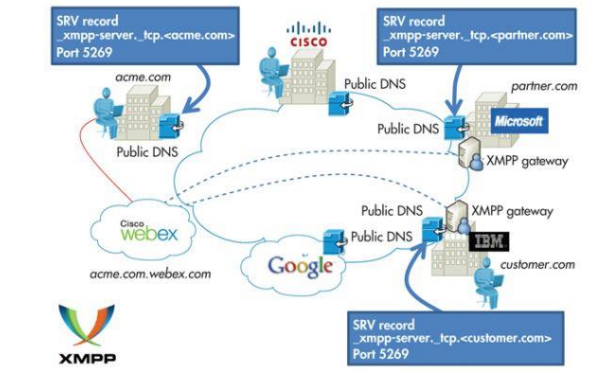 SRV record
_xmpp-server._tcp.<acme.com>
Port 5269
CISCO
SRV record
_xmpp-server._tcp.<partner.com>
Port 5269
acme.com
Public DNS
partner.com
Public DNS
Microsoft
Public DNS
XMPP gateway
Public DNS
XMPP gateway
Cisco
webex
Public DNS
IBM
Google
customer.com
acme.com.webex.com
SRV record
_xmpp-server._tcp.<customer.com>
Port 5269
XMPP